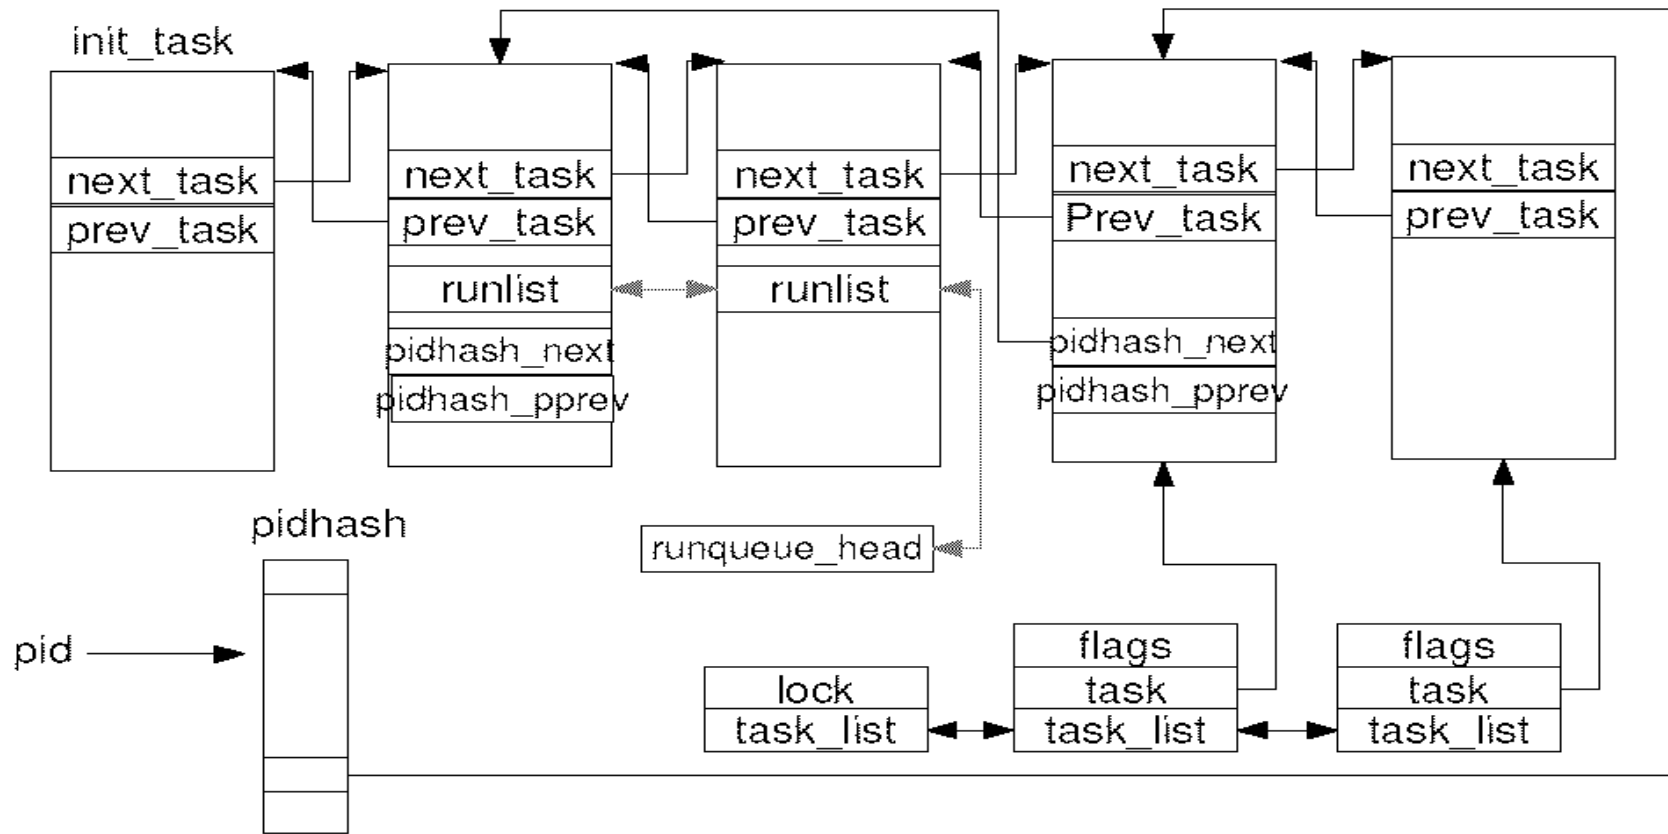 init_task
next_task
prev_task
next_task
prev_task
runlist
pidhash_next
pidhash_pprev
next_task
prev_task
runlist
next_task
Prev_task
pidhash_next
pidhash_pprev
next_task
prev_task
pidhash
pid
runqueue_head
lock
task_list
flags
task
task_list
flags
task
task_list